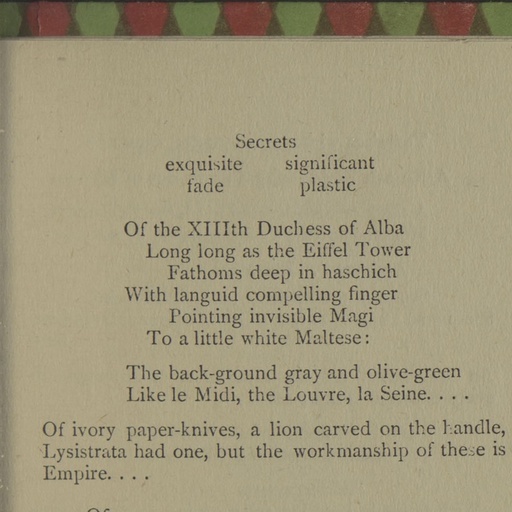 Secrets
exquisite significant
fade plastic
Of the XIIIth Duchess of Alba
Long long as the Eiffel Tower
Fathoms deep in haschich
With languid compelling finger
Pointing invisible Magi
To a little white Maltese:
The back-ground gray and olive-green
Like le Midi, the Louvre, la Seine. . . .
Of ivory paper-knives, a lion carved on the handle,
Lysistrata had one, but the workmanship of these is
Empire. . . .